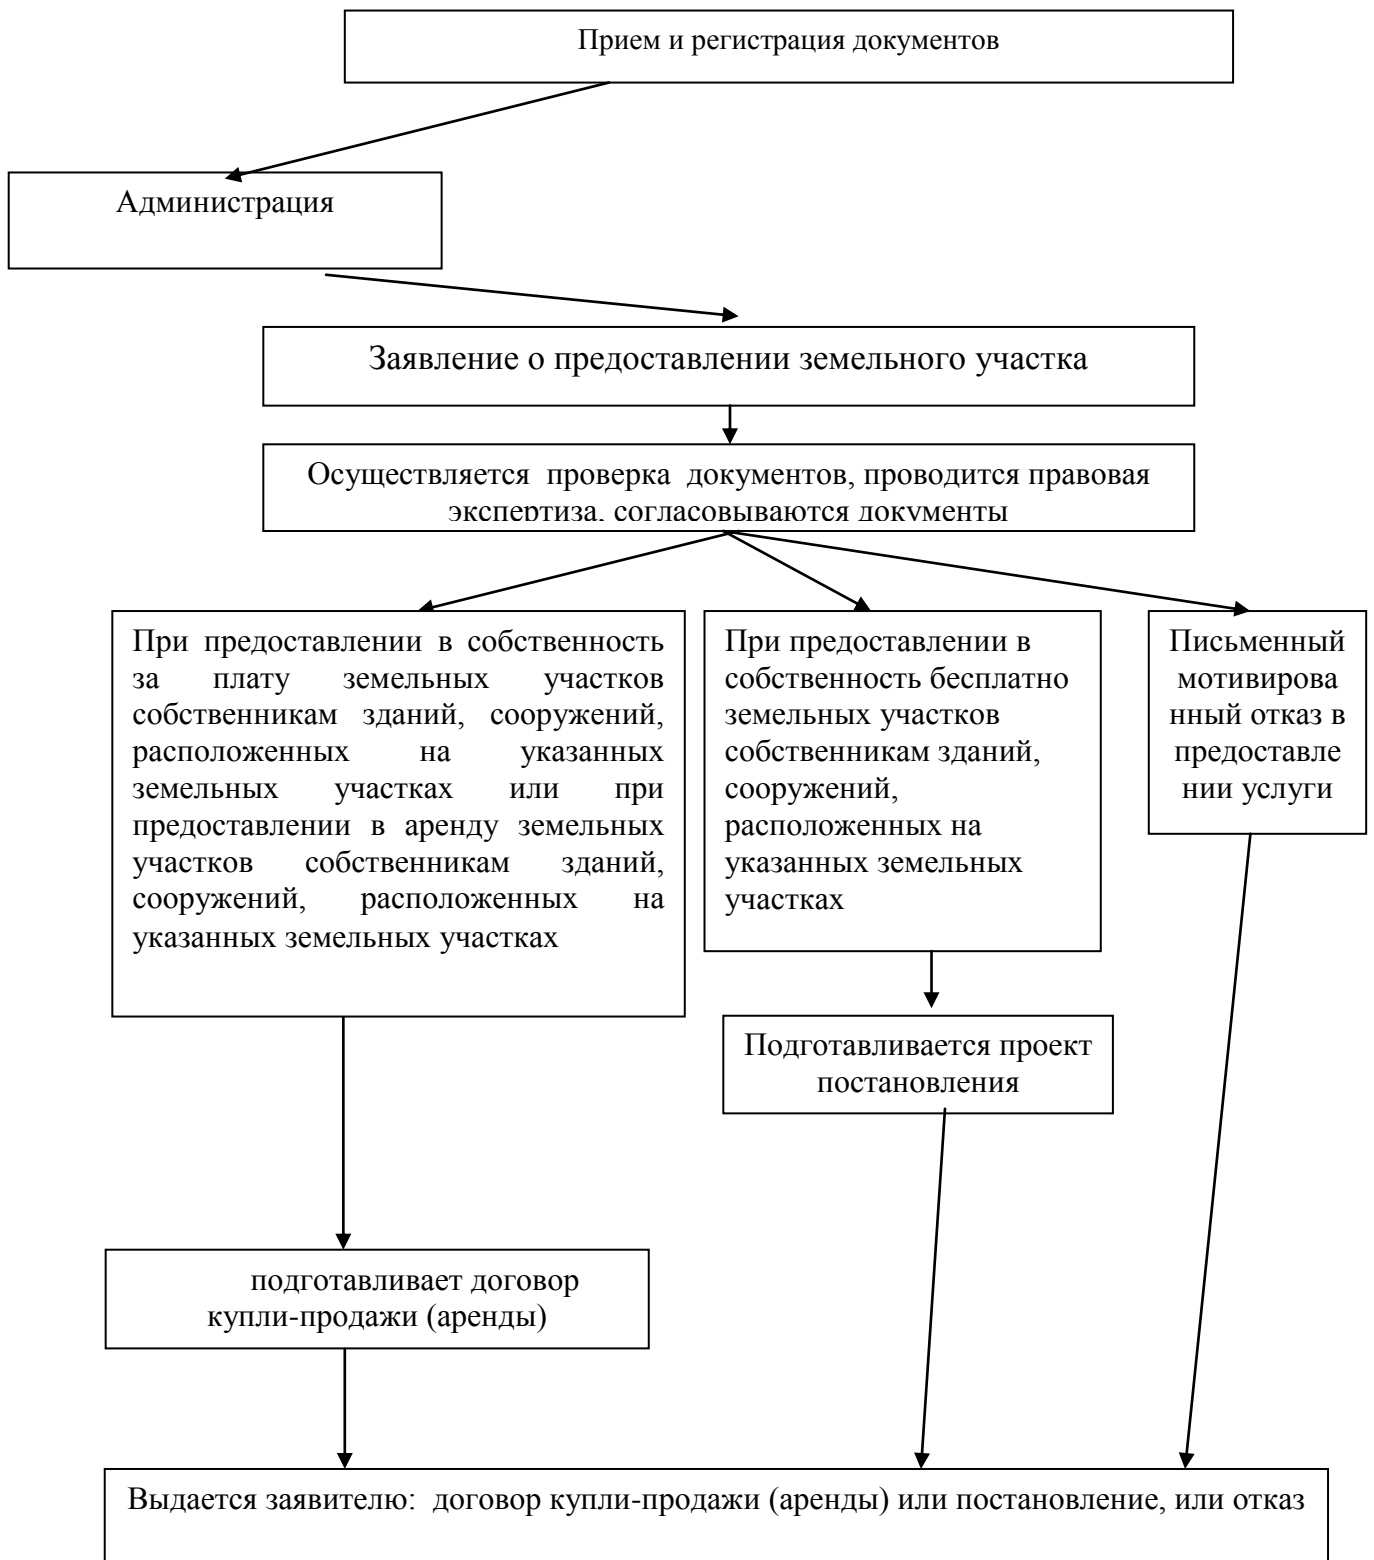 Прием и регистрация документов
Администрация
Заявление о предоставлении земельного участка
Осуществляется проверка документов, проводится правовая
экспертиза, согласовываются документы
При предоставлении в собственность
за плату земельных участков
собственникам зданий, сооружений,
расположенных на указанных
земельных участках или при
предоставлении в аренду земельных
участков собственникам зданий,
сооружений, расположенных на
указанных земельных участках
При предоставлении в
собственность бесплатно
земельных участков
собственникам зданий,
сооружений,
расположенных на
указанных земельных
участках
Письменный
мотивирова
нный отказ в
предоставле
нии услуги
Подготавливается проект
постановления
подготавливает договор
купли-продажи (аренды)
Выдается заявителю: договор купли-продажи (аренды) или постановление, или отказ